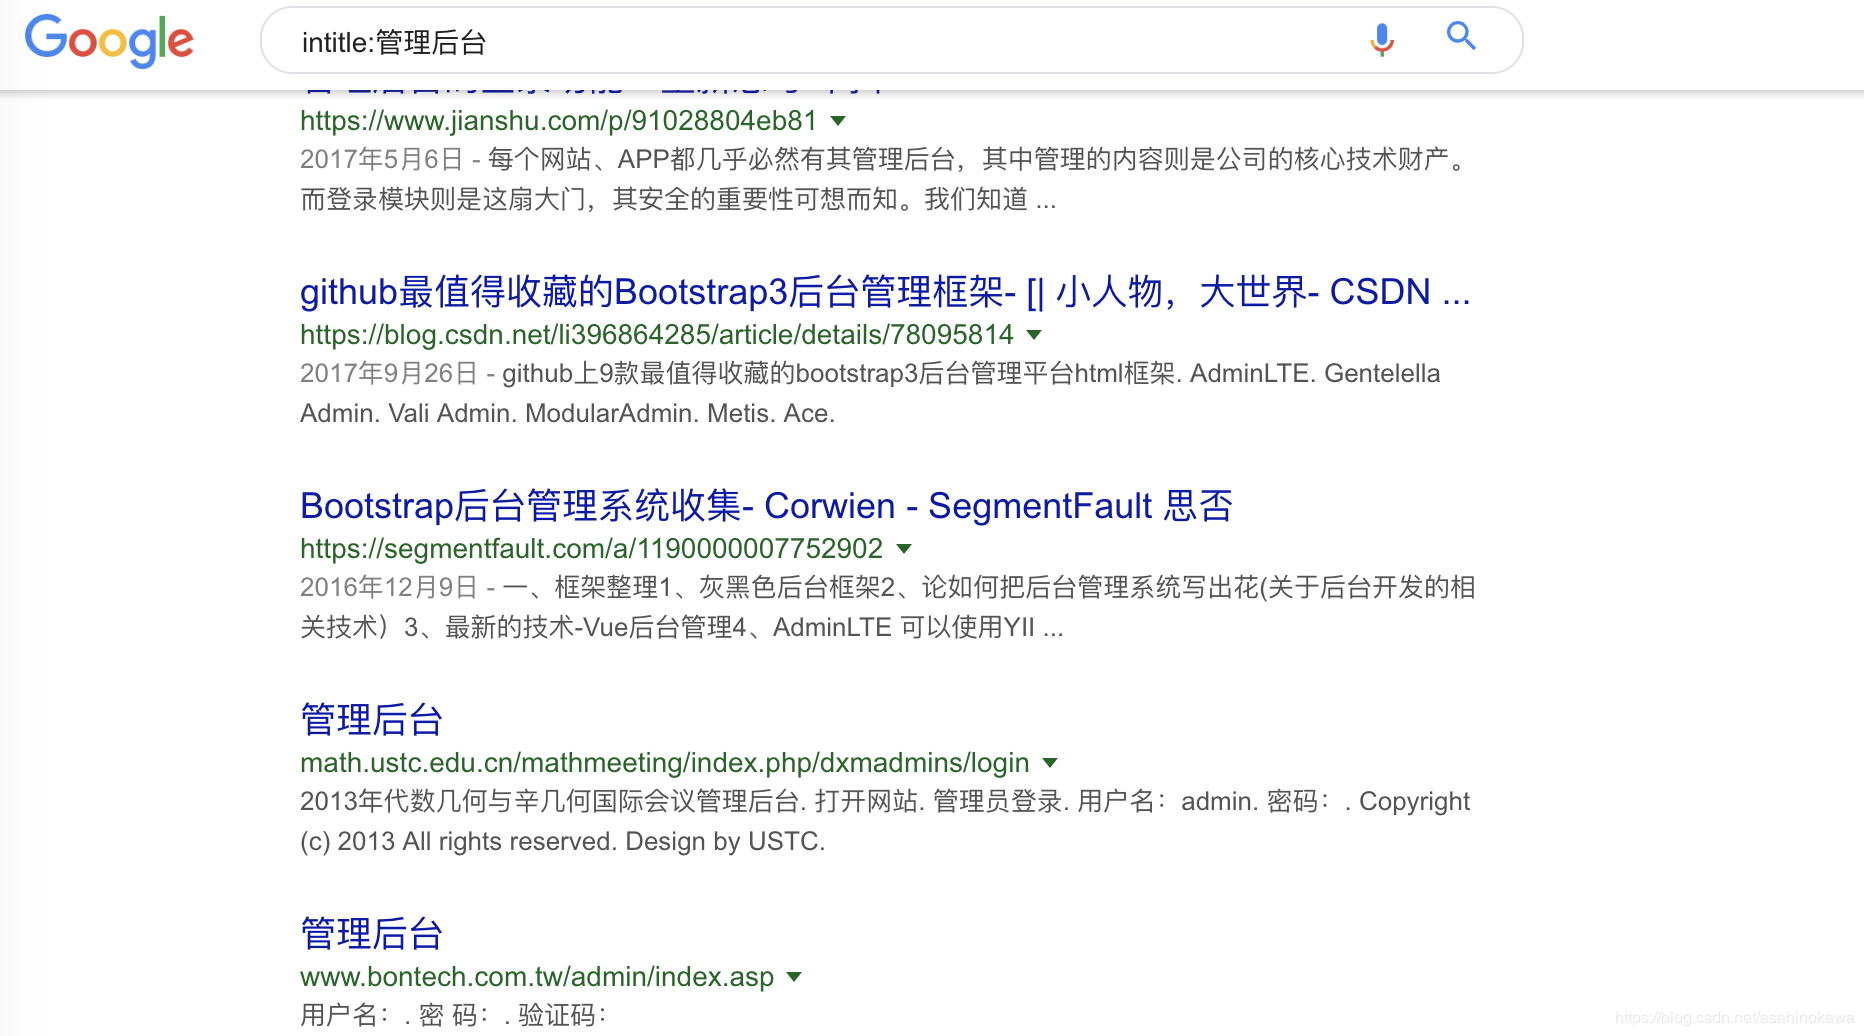 Google
intitle:管理后台
https://www.jianshu.com/p/91028804eb81
2017年5月6日 - 每个网站、APP都几乎必然有其管理后台，其中管理的内容则是公司的核心技术财产。
而登录模块则是这扇大门，其安全的重要性可想而知。我们知道 ...
github最值得收藏的Bootstrap3后台管理框架- [| 小人物，大世界- CSDN ...
https://blog.csdn.net/li396864285/article/details/78095814
2017年9月26日 - github上9款最值得收藏的bootstrap3后台管理平台html框架. AdminLTE. Gentelella
Admin. Vali Admin. ModularAdmin. Metis. Ace.
Bootstrap后台管理系统收集- Corwien - SegmentFault 思否
https://segmentfault.com/a/1190000007752902
2016年12月9日 - 一、框架整理1、灰黑色后台框架2、论如何把后台管理系统写出花(关于后台开发的相
关技术）3、最新的技术-Vue后台管理4、AdminLTE 可以使用YII ...
管理后台
math.ustc.edu.cn/mathmeeting/index.php/dxmadmins/login
2013年代数几何与辛几何国际会议管理后台. 打开网站. 管理员登录. 用户名：admin. 密码：. Copyright
(c) 2013 All rights reserved. Design by USTC.
管理后台
www.bontech.com.tw/admin/index.asp
用户名：. 密 码：. 验证码：
https://blog.csdn.net/asahinokawa